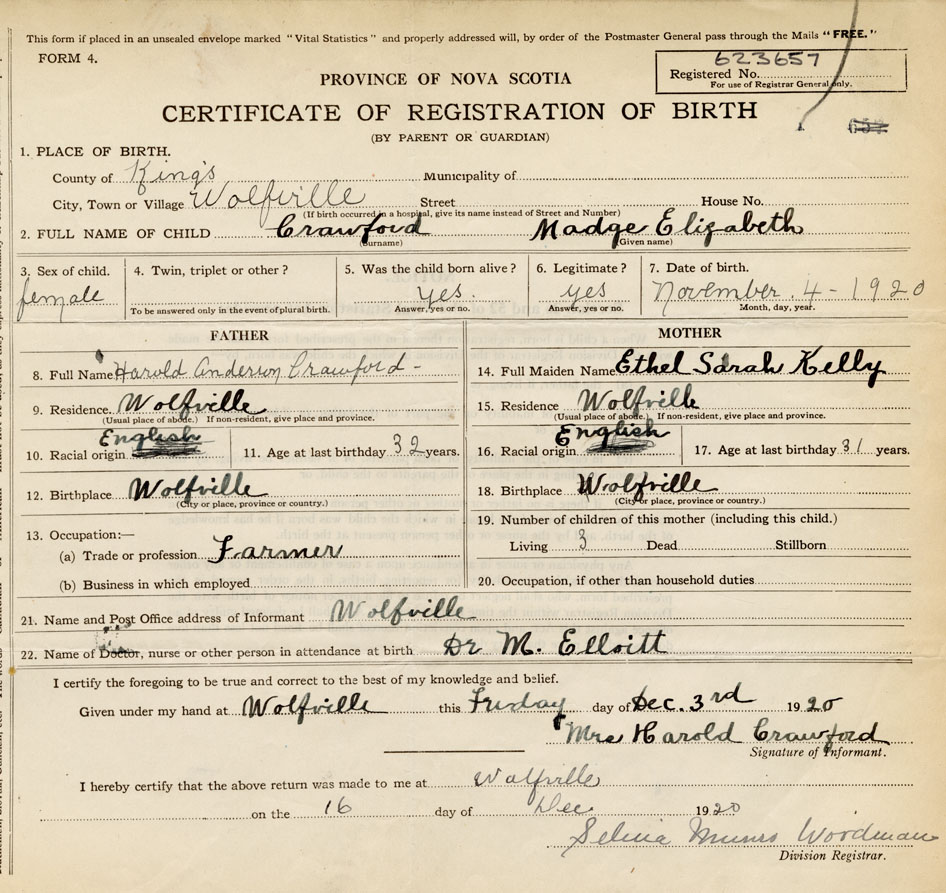 This form if placed in an unsealed envelope marked "Vital Statistics" and properly addressed will, by order of the Postmaster General pass through the Mails "FREE."
FORM 4.
623657
Registered No.
For use of Registrar General only.
PROVINCE OF NOVA SCOTIA
CERTIFICATE OF REGISTRATION OF BIRTH
(BY PARENT OR GUARDIAN)
1. PLACE OF BIRTH.
County of King's Municipality of
City, Town or Village Wolfville Street House No.
(If birth occurred in a hospital, give its name instead of Street and Number)
2. FULL NAME OF CHILD Crawford Madge Elizabeth
(Surname) (Given name)
3. Sex of child. 4. Twin, triplet or other? 5. Was the child born alive? 6. Legitimate? 7. Date of birth.
female yes. yes November. 4 - 1920
To be answered only in the event of plural birth. Answer, yes or no. Answer, yes or no. Month, day, year.
FATHER MOTHER
8. Full Name Harold Anderson Crawford - 14. Full Maiden Name Ethel Sarah Kelly
9. Residence. Wolfville 15. Residence Wolfville
(Usual place of abode.) If non-resident, give place and province. (Usual place of abode.) If non-resident, give place and province.
10. Racial origin English 11. Age at last birthday 32 years. 16. Racial origin English 17. Age at last birthday 31 years.
12. Birthplace Wolfville 18. Birthplace Wolfville
(City or place, province or country.) (City or place, province or country.)
13. Occupation:— 19. Number of children of this mother (including this child.)
(a) Trade or profession Farmer Living 3 Dead Stillborn
(b) Business in which employed 20. Occupation, if other than household duties
21. Name and Post Office address of Informant Wolfville
22. Name of Doctor, nurse or other person in attendance at birth Dr M. Elloitt
I certify the foregoing to be true and correct to the best of my knowledge and belief.
Given under my hand at Wolfville this Friday day of Dec. 3rd 1920
Mrs Harold Crawford
Signature of Informant.
I hereby certify that the above return was made to me at Wolfville
on the 16 day of Dec 1920
Selina Munro Woodman
Division Registrar.